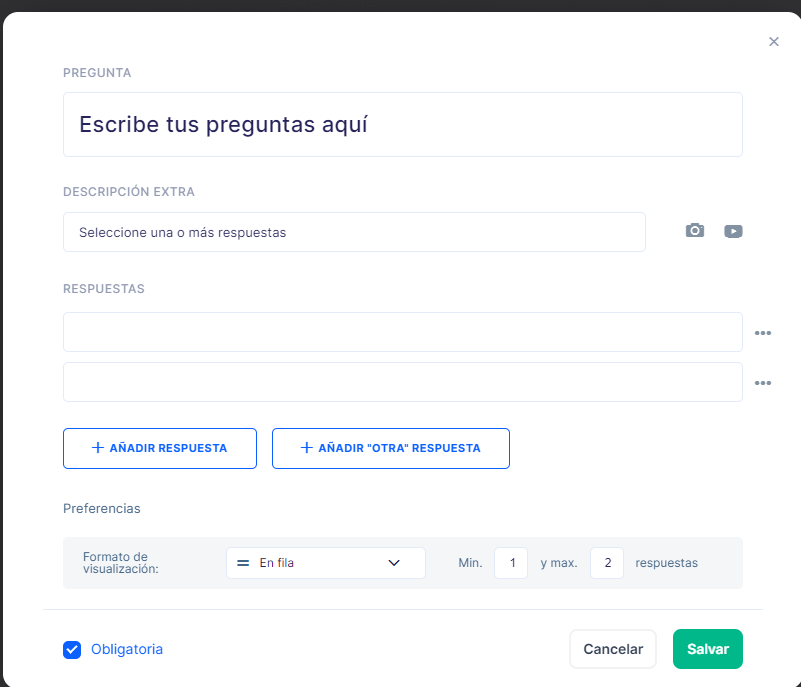 PREGUNTA
Escribe tus preguntas aquí
DESCRIPCIÓN EXTRA
Seleccione una o más respuestas
RESPUESTAS
AÑADIR RESPUESTA
AÑADIR "OTRA" RESPUESTA
Preferencias
Formato de
visualización:
En fila
Min. 1 y max. 2 respuestas
Obligatoria
Cancelar
Salvar